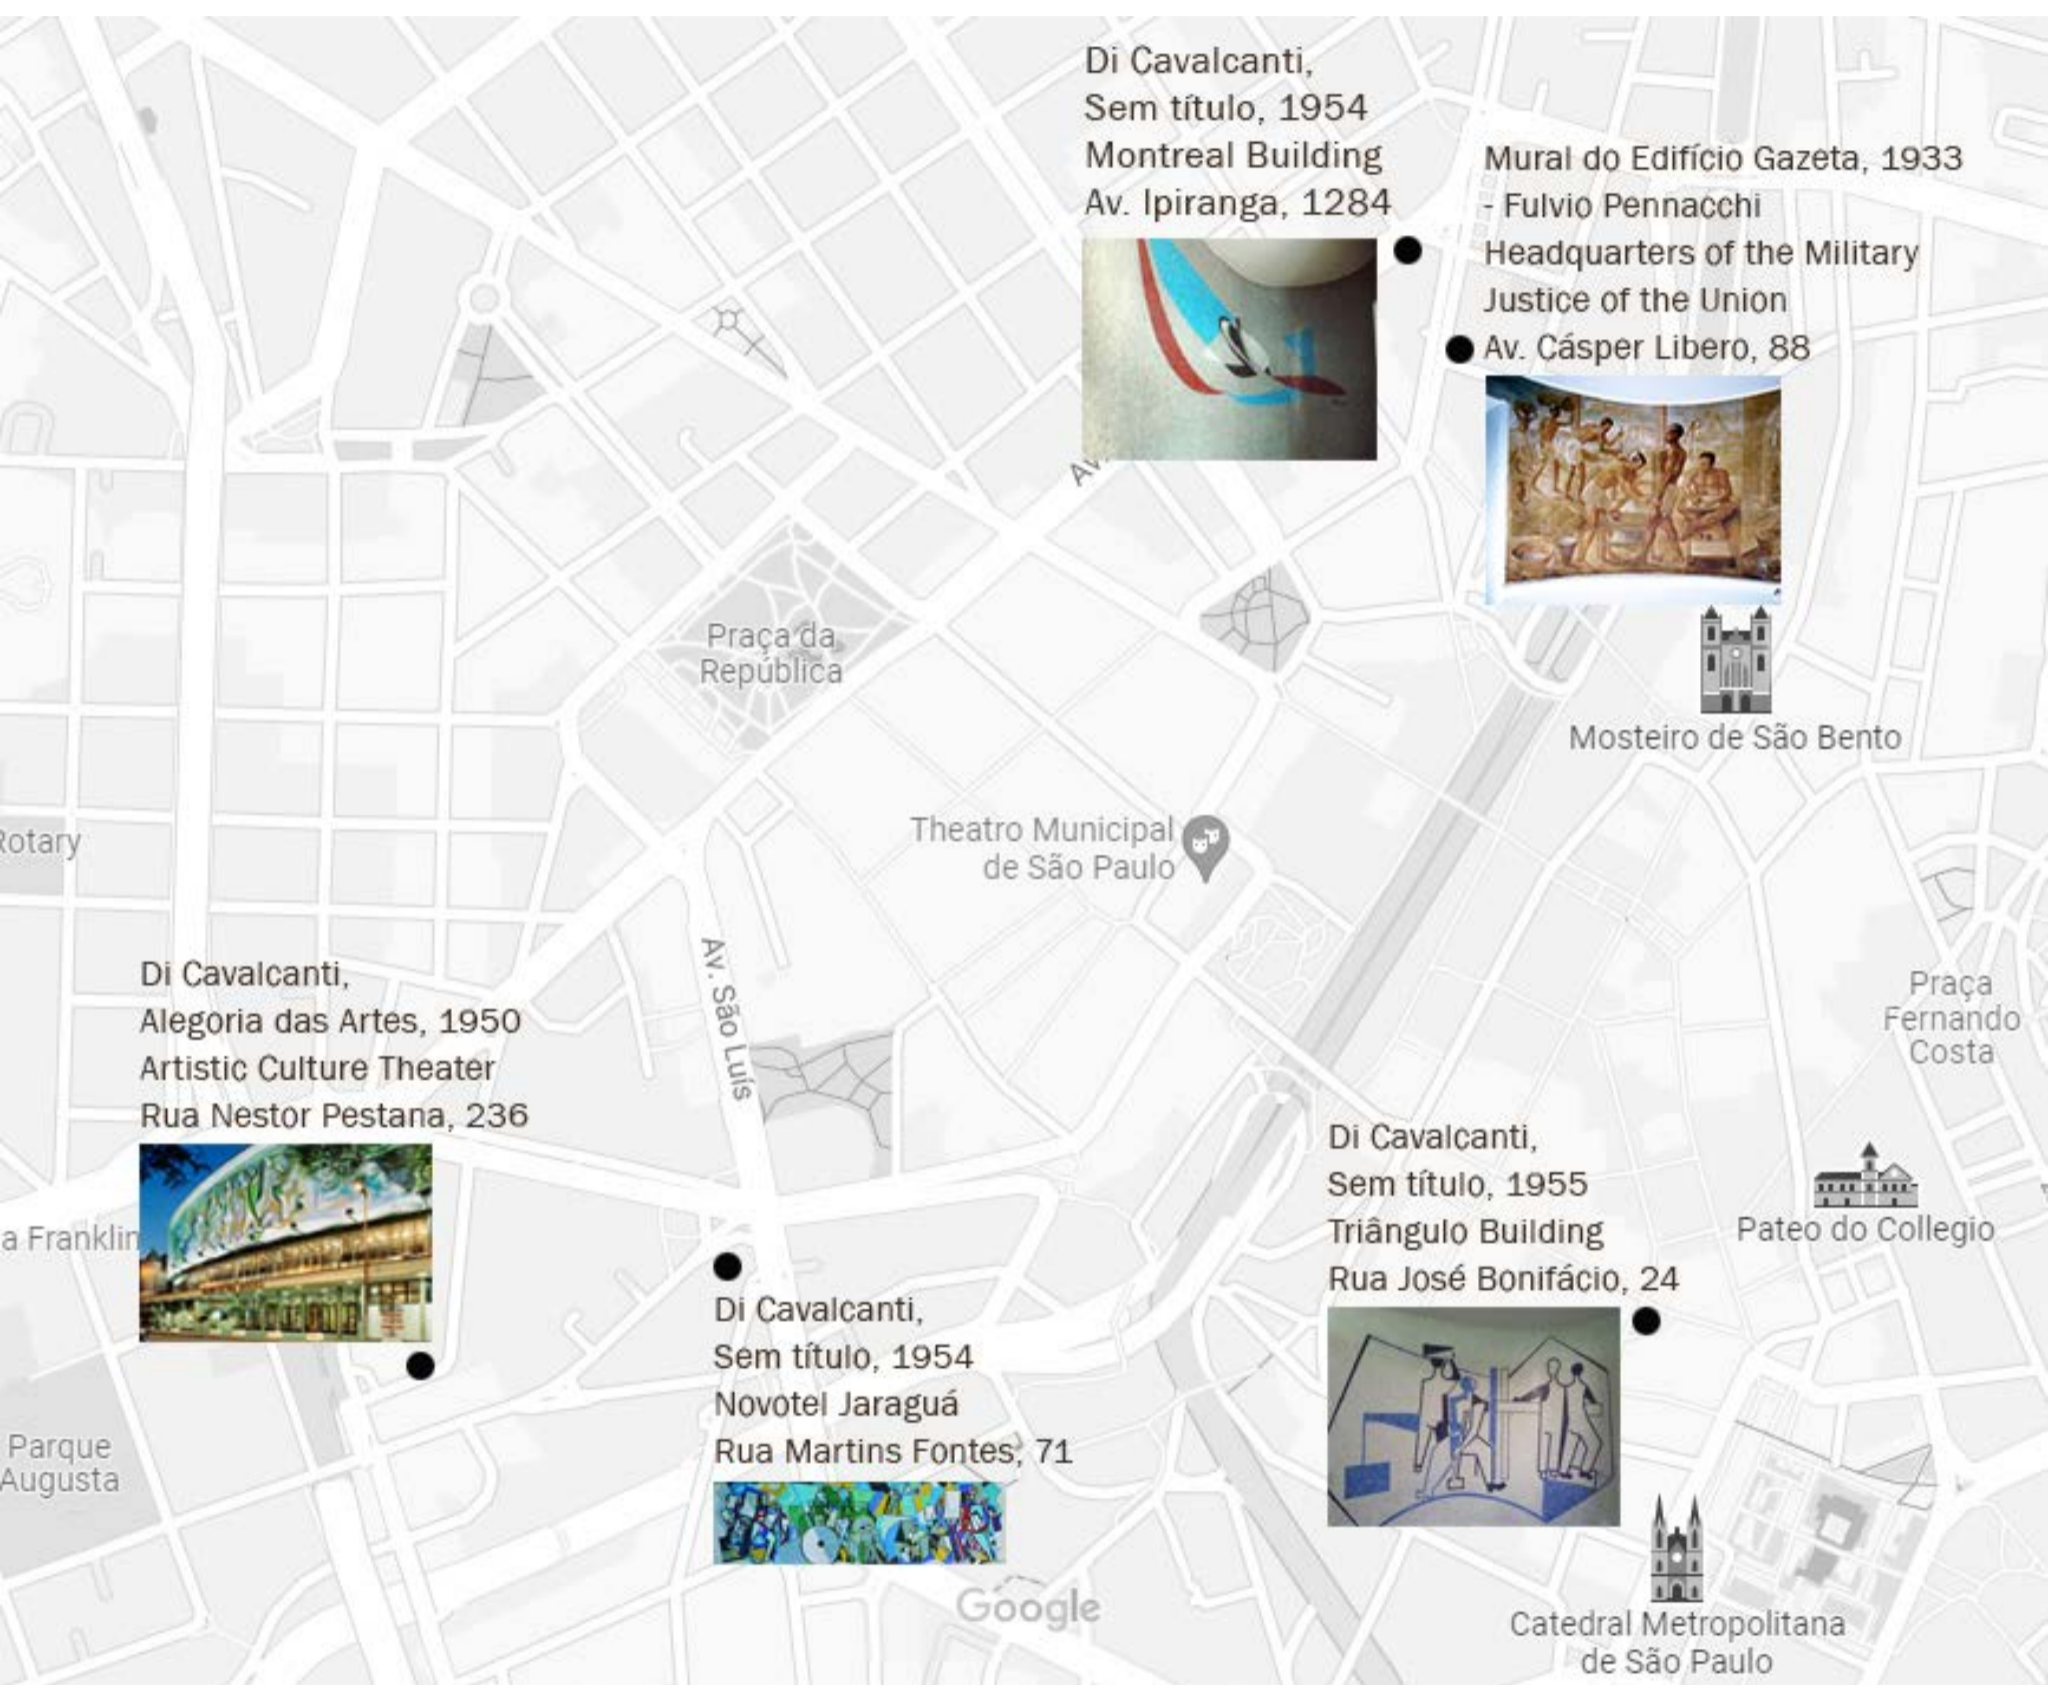 Di Cavalcanti,
Sem título, 1954
Montreal Building
Av. Ipiranga, 1284
Mural do Edifício Gazeta, 1933
- Fulvio Pennacchi
Headquarters of the Military
Justice of the Union
Av. Cásper Libero, 88
Av.
Praça da
República
Mosteiro de São Bento
Theatro Municipal
de São Paulo
Rotary
Av. São Luís
Praça
Fernando
Costa
Di Cavalcanti,
Alegoria das Artes, 1950
Artistic Culture Theater
Rua Nestor Pestana, 236
Di Cavalcanti,
Sem título, 1955
Triângulo Building
Rua José Bonifácio, 24
Pateo do Collegio
a Franklin
Di Cavalcanti,
Sem título, 1954
Novotel Jaraguá
Rua Martins Fontes, 71
Parque
Augusta
Google
Catedral Metropolitana
de São Paulo